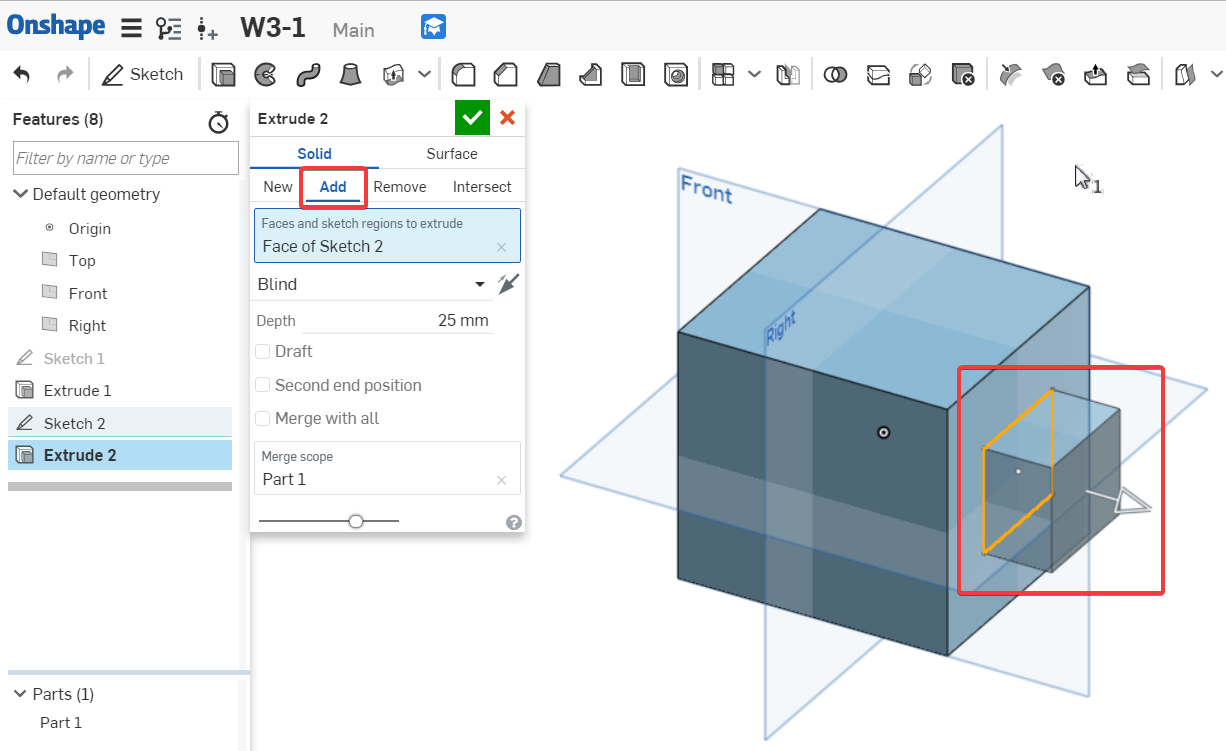 Onshape W3-1 Main
Sketch
Features (8)
Filter by name or type
Default geometry
Origin
Top
Front
Right
Sketch 1
Extrude 1
Sketch 2
Extrude 2
Parts (1)
Part 1
Extrude 2
Solid Surface
New Add Remove Intersect
Faces and sketch regions to extrude
Face of Sketch 2
Blind
Depth 25 mm
Draft
Second end position
Merge with all
Merge scope
Part 1
?
Front
Right
1